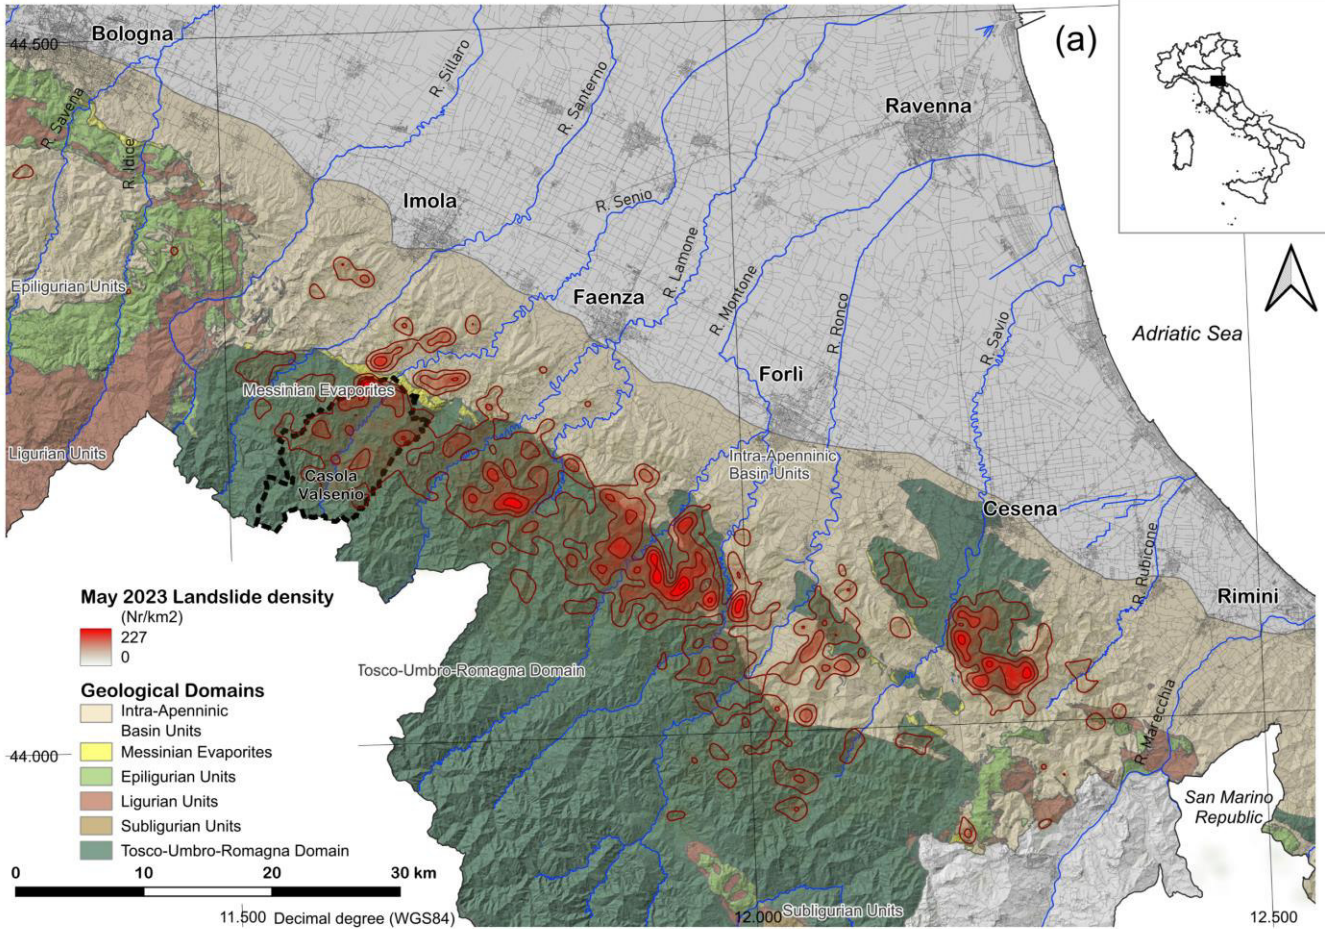 44.500
Bologna
(a)
R. Sillaro
R. Santerno
Ravenna
R. Savena
R. Idice
Imola
R. Senio
R. Lamone
Epiligurian Units
Faenza
R. Montone
R. Ronco
R. Savio
Adriatic Sea
Forlì
Messinian Evaporites
Ligurian Units
Intra-Apenninic
Basin Units
Casola
Valsenio
Cesena
R. Rubicone
Rimini
May 2023 Landslide density
(Nr/km2)
227
0
Tosco-Umbro-Romagna Domain
Geological Domains
Intra-Apenninic
Basin Units
Messinian Evaporites
Epiligurian Units
Ligurian Units
Subligurian Units
Tosco-Umbro-Romagna Domain
R. Marecchia
44.000
San Marino
Republic
0 10 20 30 km
11.500 Decimal degree (WGS84)
12.000
Subligurian Units
12.500